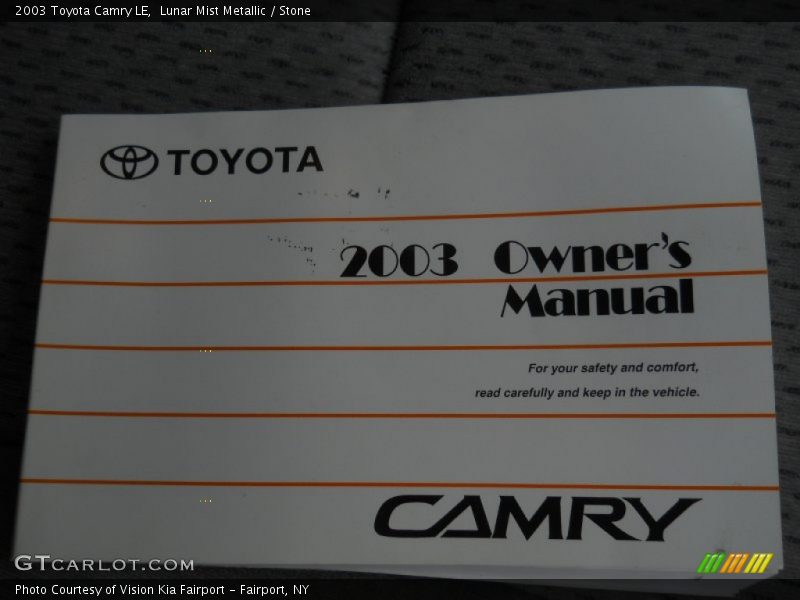 2003 Toyota Camry LE,  Lunar Mist Metallic / Stone
TOYOTA
2003 Owner's
Manual
For your safety and comfort,
read carefully and keep in the vehicle.
CAMRY
GTcarlot.com
Photo Courtesy of Vision Kia Fairport - Fairport, NY